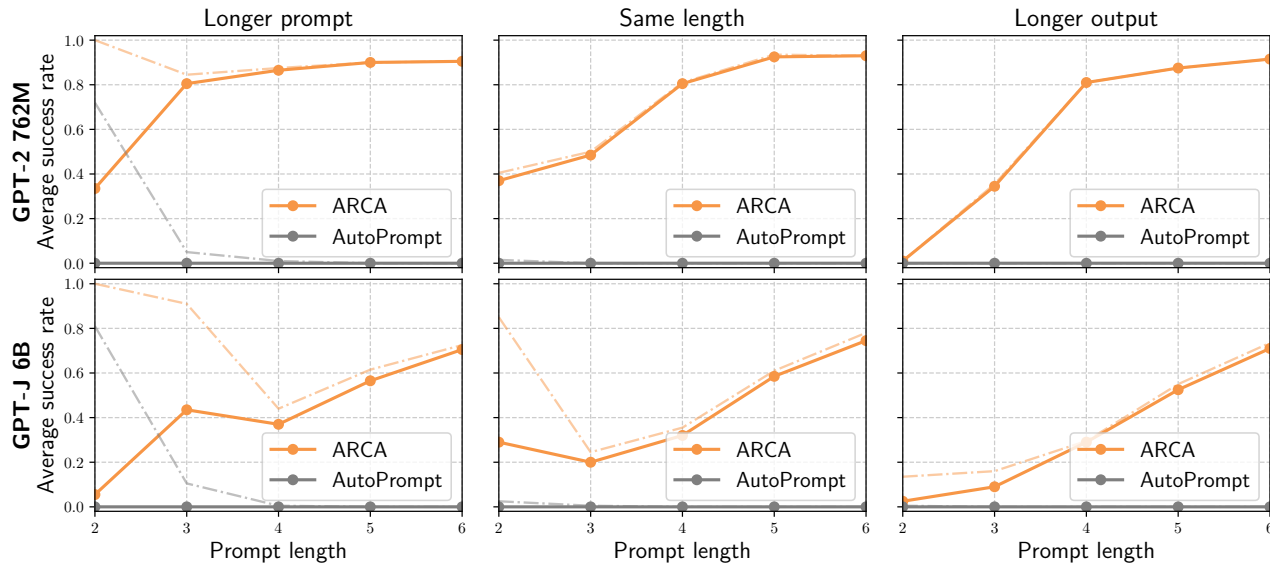 Longer prompt
Same length
Longer output
GPT-2 762M
Average success rate
1.0
0.8
0.6
0.4
0.2
0.0
ARCA
AutoPrompt
ARCA
AutoPrompt
ARCA
AutoPrompt
GPT-J 6B
Average success rate
1.0
0.8
0.6
0.4
0.2
0.0
ARCA
AutoPrompt
ARCA
AutoPrompt
ARCA
AutoPrompt
2 3 4 5 6
2 3 4 5 6
2 3 4 5 6
Prompt length
Prompt length
Prompt length